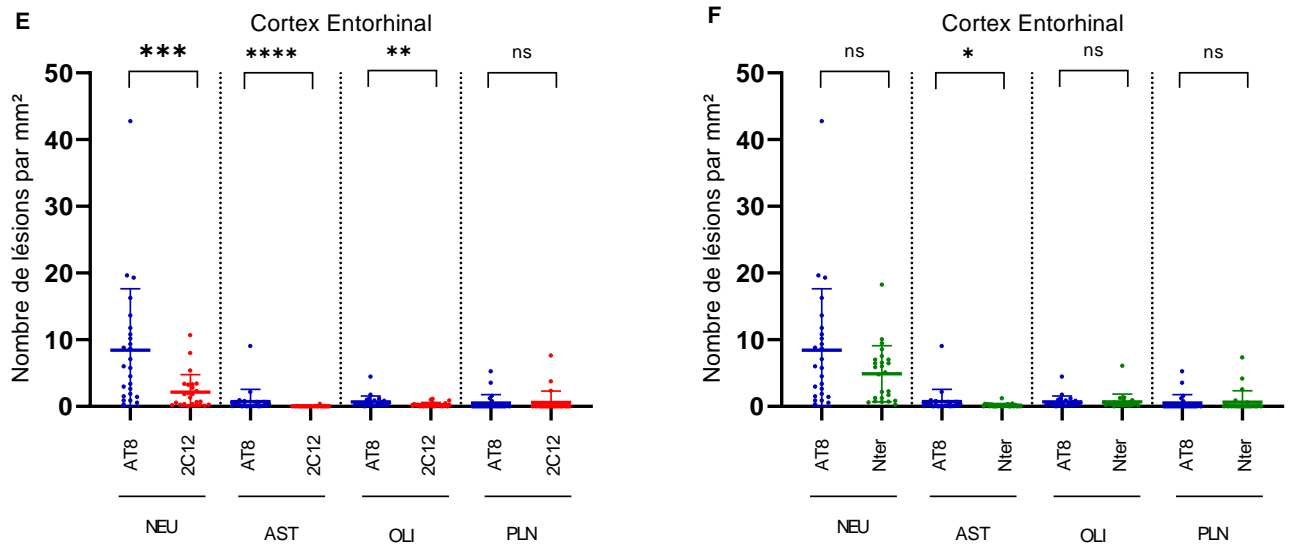 E
Cortex Entorhinal
*** **** ** ns
Nombre de lésions par mm²
50
40
30
20
10
0
AT8 2C12 AT8 2C12 AT8 2C12 AT8 2C12
NEU AST OLI PLN
F
Cortex Entorhinal
ns * ns ns
Nombre de lésions par mm²
50
40
30
20
10
0
AT8 Nter AT8 Nter AT8 Nter AT8 Nter
NEU AST OLI PLN